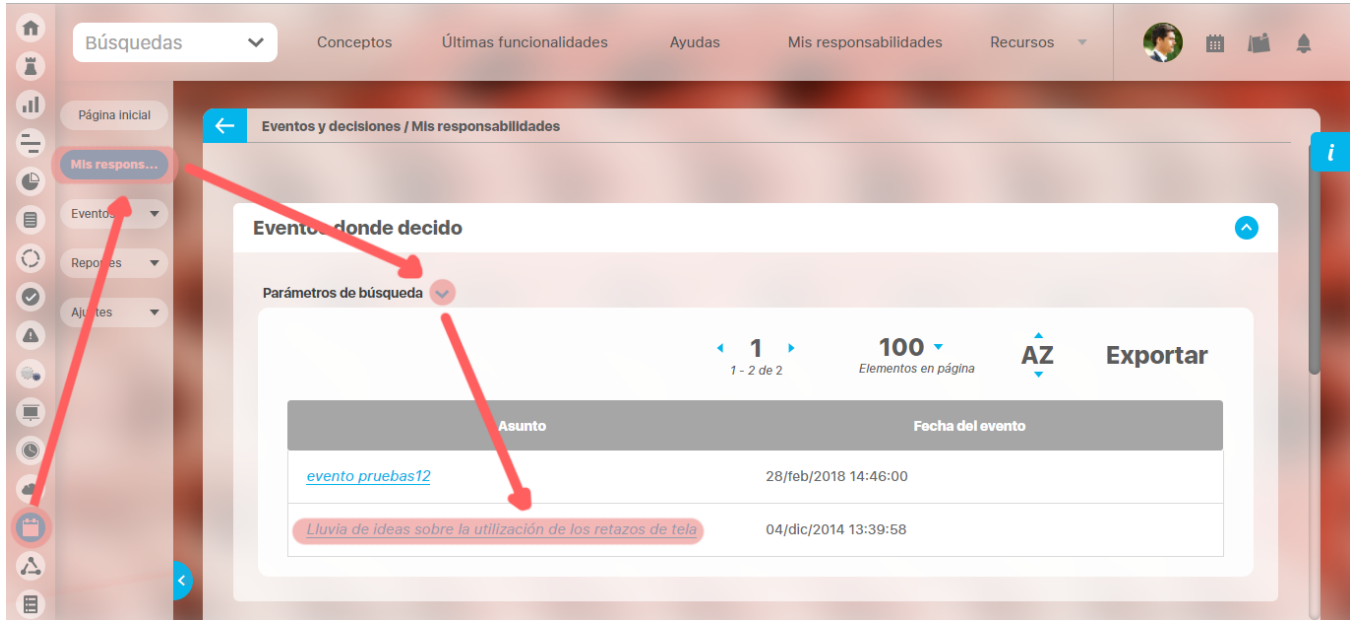 Búsquedas
Conceptos
Últimas funcionalidades
Ayudas
Mis responsabilidades
Recursos
Página inicial
Mis respons...
Eventos
Reportes
Ajustes
Eventos y decisiones / Mis responsabilidades
i
Eventos donde decido
Parámetros de búsqueda
1
1 - 2 de 2
100
Elementos en página
AZ
Exportar
Asunto
Fecha del evento
evento pruebas12
28/feb/2018 14:46:00
Lluvia de ideas sobre la utilización de los retazos de tela
04/dic/2014 13:39:58